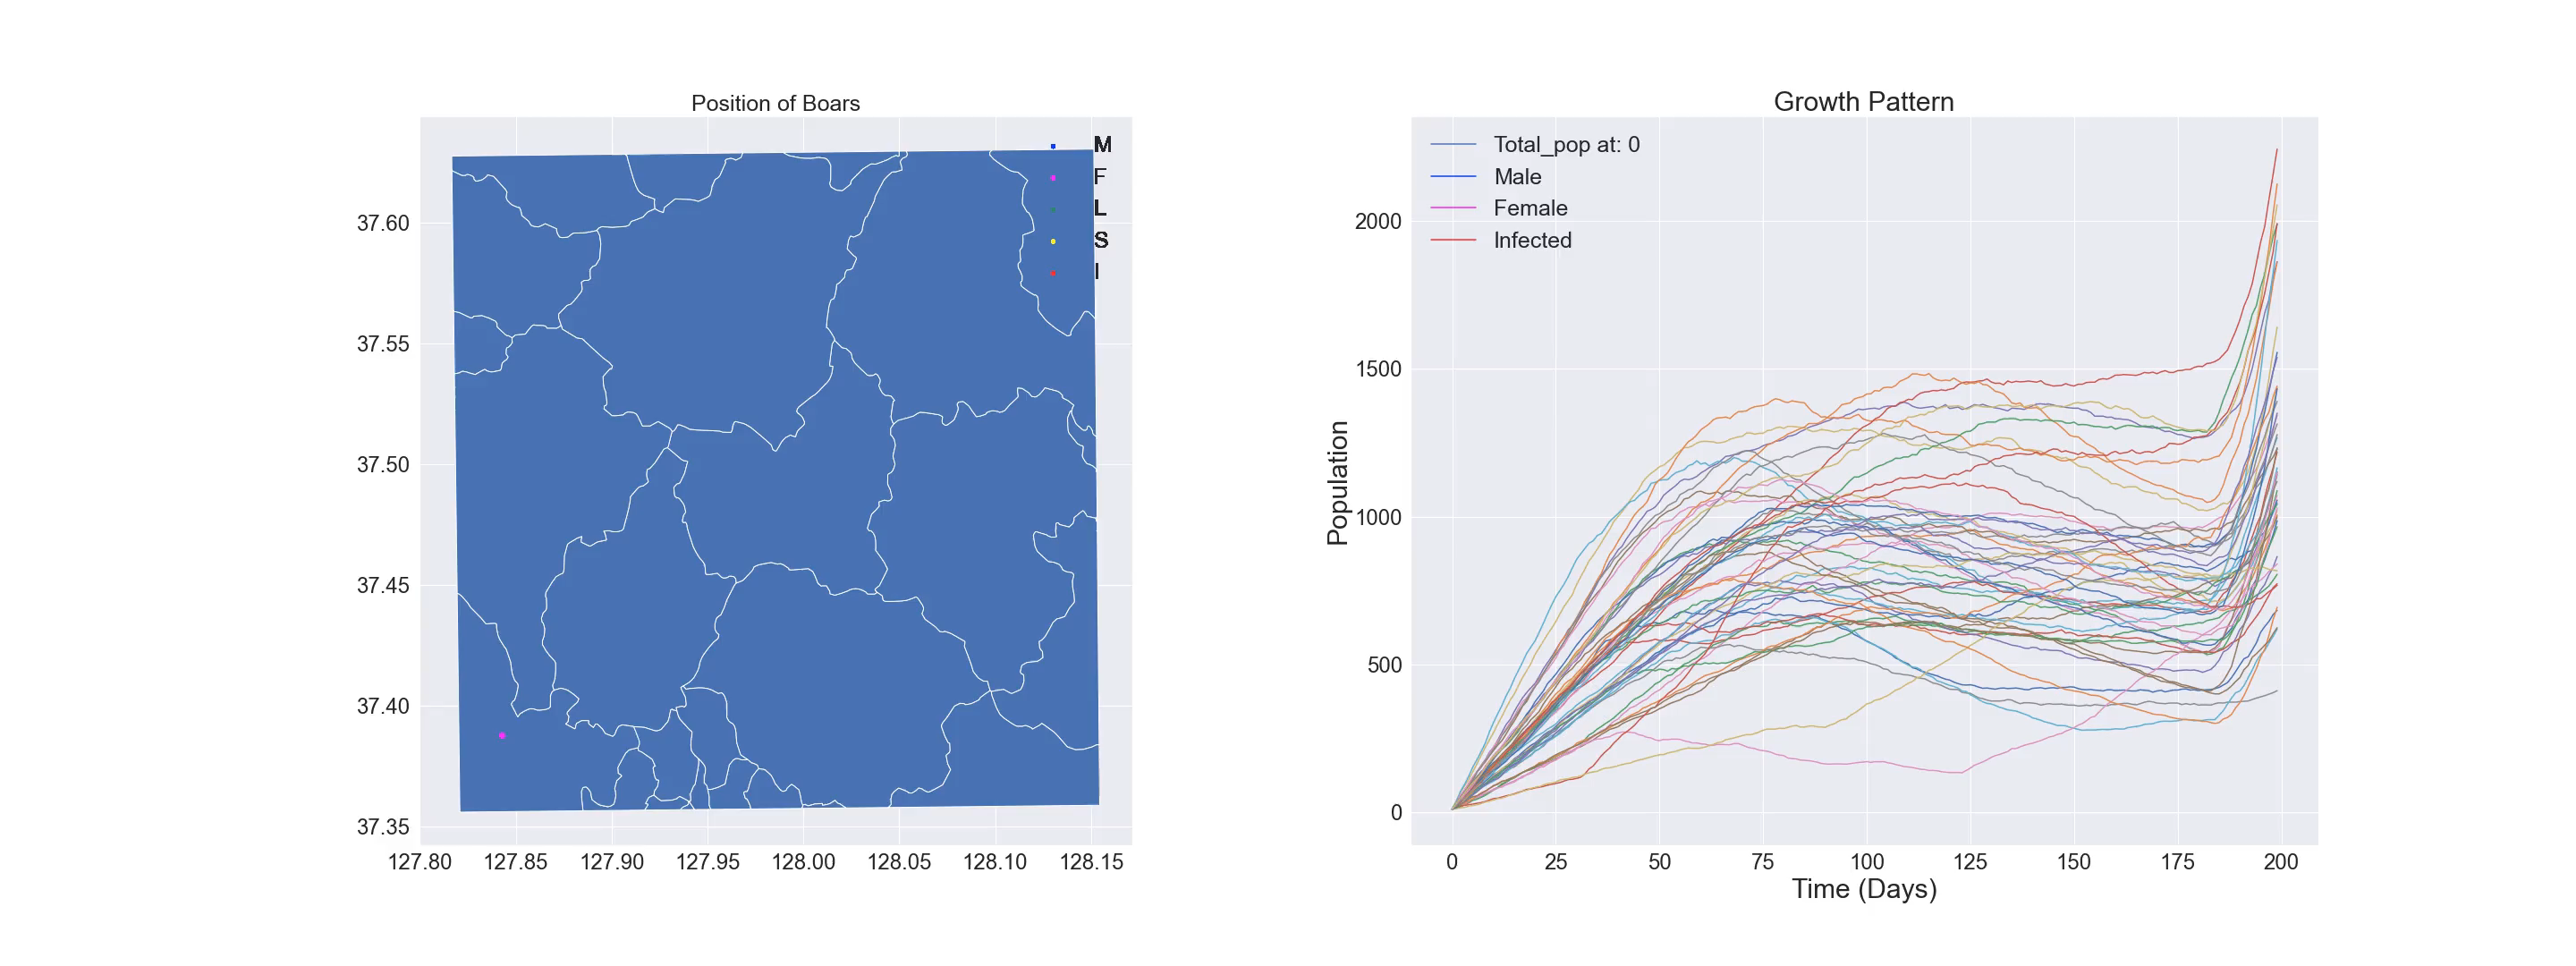 Position of Boars
M
F
L
S
I
37.60
37.55
37.50
37.45
37.40
37.35
127.80 127.85 127.90 127.95 128.00 128.05 128.10 128.15
Growth Pattern
Total_pop at: 0
Male
Female
Infected
2000
1500
1000
500
0
Population
0 25 50 75 100 125 150 175 200
Time (Days)